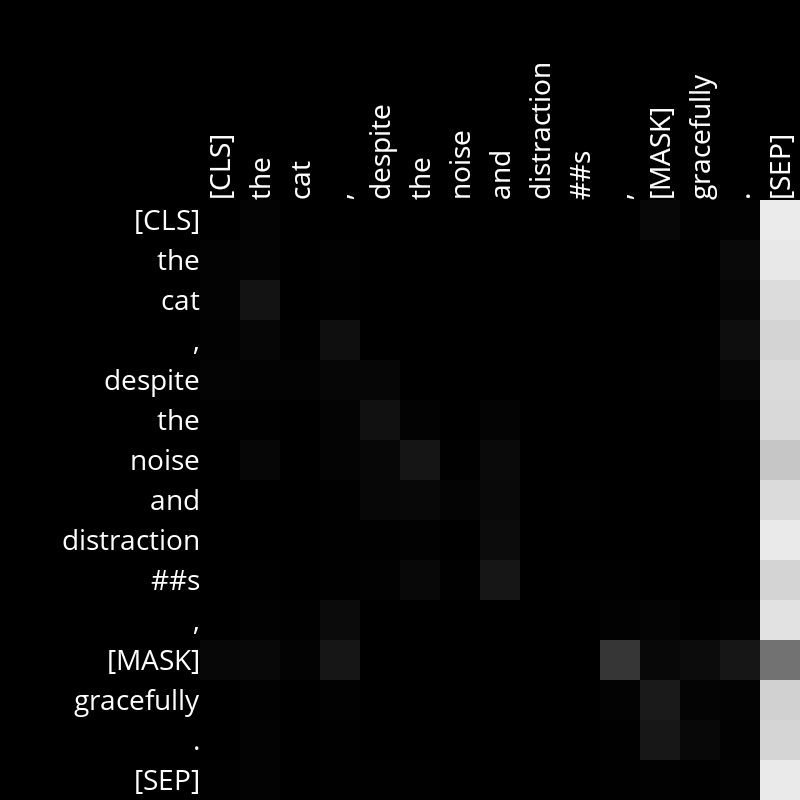 [CLS] the cat , despite the noise and distraction ##s , [MASK] gracefully . [SEP]
[CLS]
the
cat
,
despite
the
noise
and
distraction
##s
,
[MASK]
gracefully
.
[SEP]